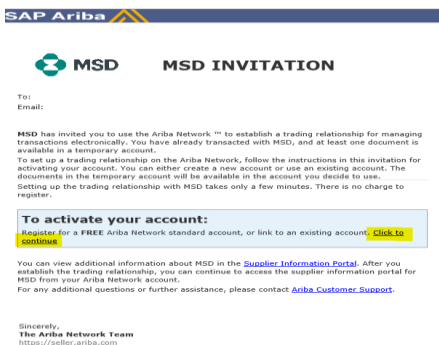 SAP Ariba
MSD MSD INVITATION
To:
Email:
MSD has invited you to use the Ariba Network ™ to establish a trading relationship for managing
transactions electronically. You have already transacted with MSD, and at least one document is
available in a temporary account.
To set up a trading relationship on the Ariba Network, follow the instructions in this invitation for
activating your account. You can either create a new account or use an existing account. The
documents in the temporary account will be available in the account you decide to use.
Setting up the trading relationship with MSD takes only a few minutes. There is no charge to
register.
To activate your account:
Register for a FREE Ariba Network standard account, or link to an existing account. Click to
continue
You can view additional information about MSD in the Supplier Information Portal. After you
establish the trading relationship, you can continue to access the supplier information portal for
MSD from your Ariba Network account.
For any additional questions or further assistance, please contact Ariba Customer Support.
Sincerely,
The Ariba Network Team
https://seller.ariba.com